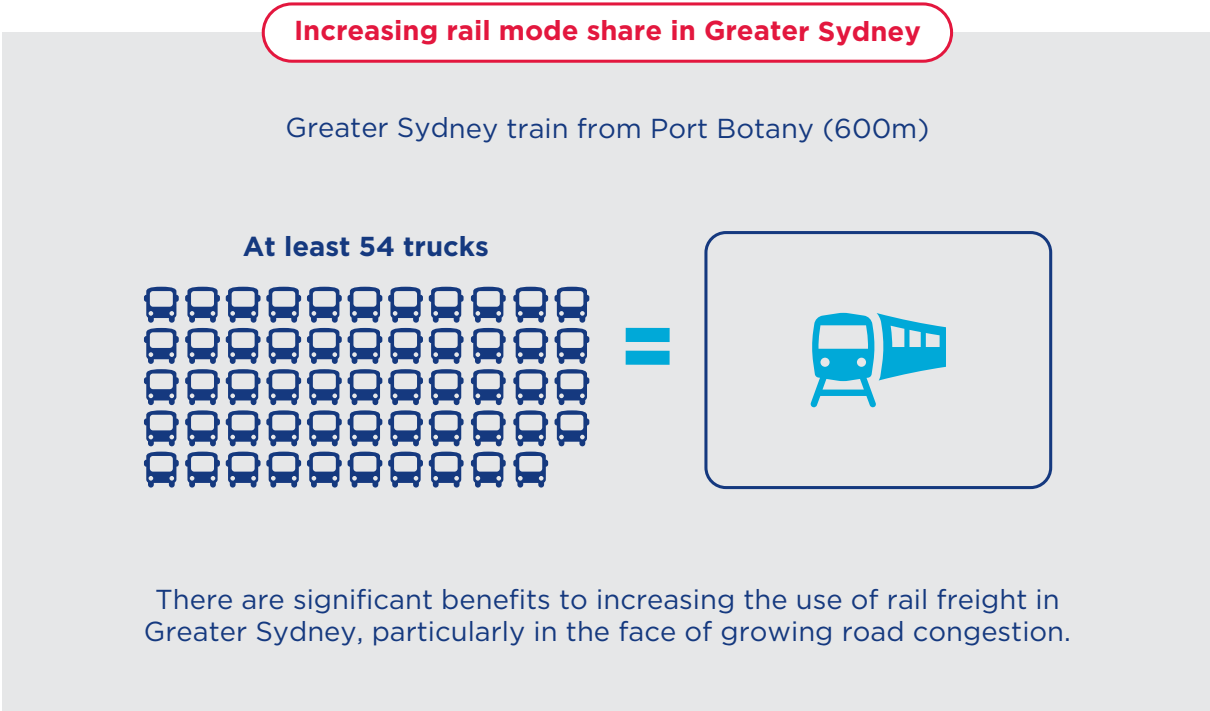 Increasing rail mode share in Greater Sydney
Greater Sydney train from Port Botany (600m)
At least 54 trucks
=
There are significant benefits to increasing the use of rail freight in
Greater Sydney, particularly in the face of growing road congestion.